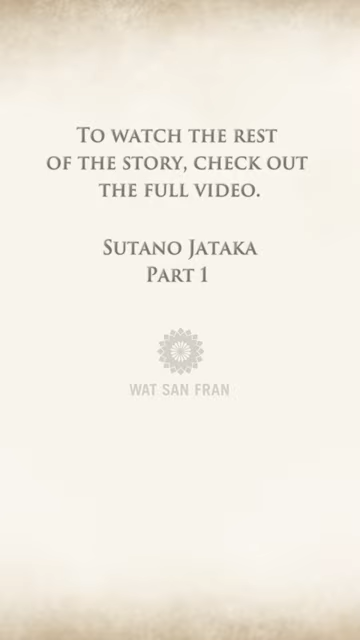 To watch the rest
of the story, check out
the full video.
Sutano Jataka
Part 1
WAT SAN FRAN